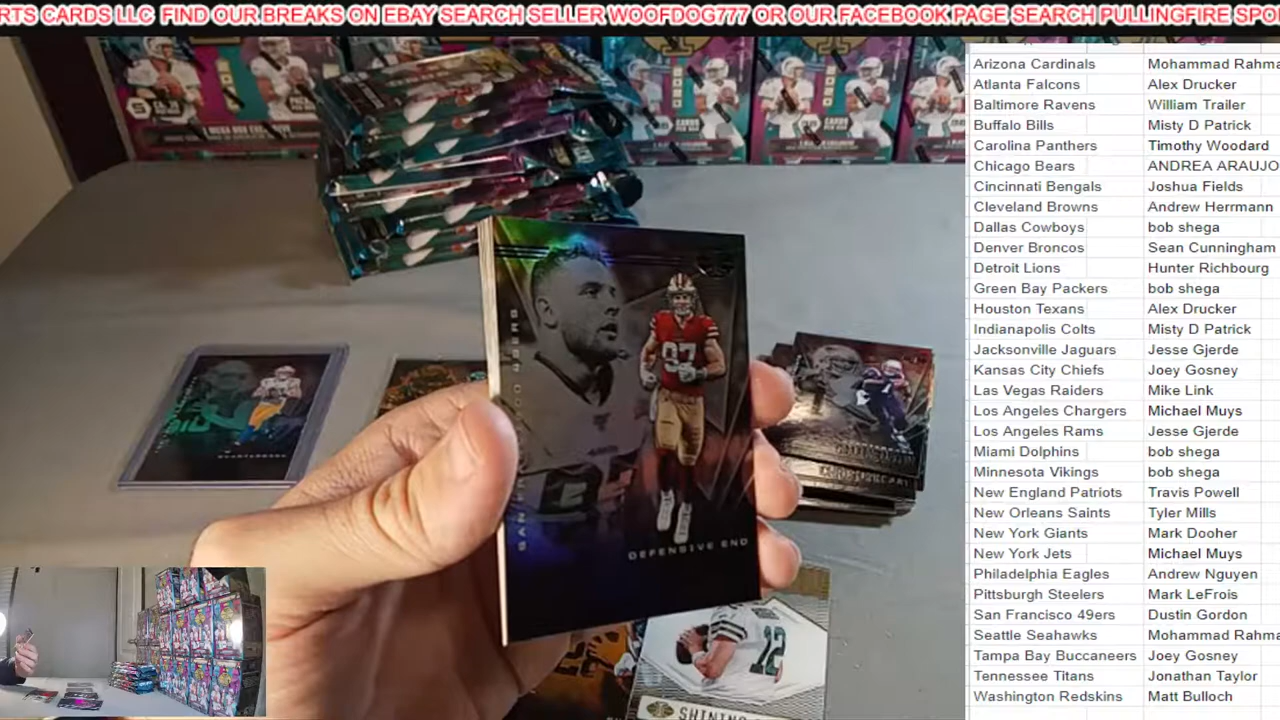 RTS CARDS LLC FIND OUR BREAKS ON EBAY SEARCH SELLER WOOFDOG777 OR OUR FACEBOOK PAGE SEARCH PULLINGFIRE SPO
Arizona Cardinals Mohammad Rahma
Atlanta Falcons Alex Drucker
Baltimore Ravens William Trailer
Buffalo Bills Misty D Patrick
Carolina Panthers Timothy Woodard
Chicago Bears ANDREA ARAUJO
Cincinnati Bengals Joshua Fields
Cleveland Browns Andrew Herrmann
Dallas Cowboys bob shega
Denver Broncos Sean Cunningham
Detroit Lions Hunter Richbourg
Green Bay Packers bob shega
Houston Texans Alex Drucker
Indianapolis Colts Misty D Patrick
Jacksonville Jaguars Jesse Gjerde
Kansas City Chiefs Joey Gosney
Las Vegas Raiders Mike Link
Los Angeles Chargers Michael Muys
Los Angeles Rams Jesse Gjerde
Miami Dolphins bob shega
Minnesota Vikings bob shega
New England Patriots Travis Powell
New Orleans Saints Tyler Mills
New York Giants Mark Dooher
New York Jets Michael Muys
Philadelphia Eagles Andrew Nguyen
Pittsburgh Steelers Mark LeFrois
San Francisco 49ers Dustin Gordon
Seattle Seahawks Mohammad Rahma
Tampa Bay Buccaneers Joey Gosney
Tennessee Titans Jonathan Taylor
Washington Redskins Matt Bulloch
97
DEFENSIVE END
12
SHINING